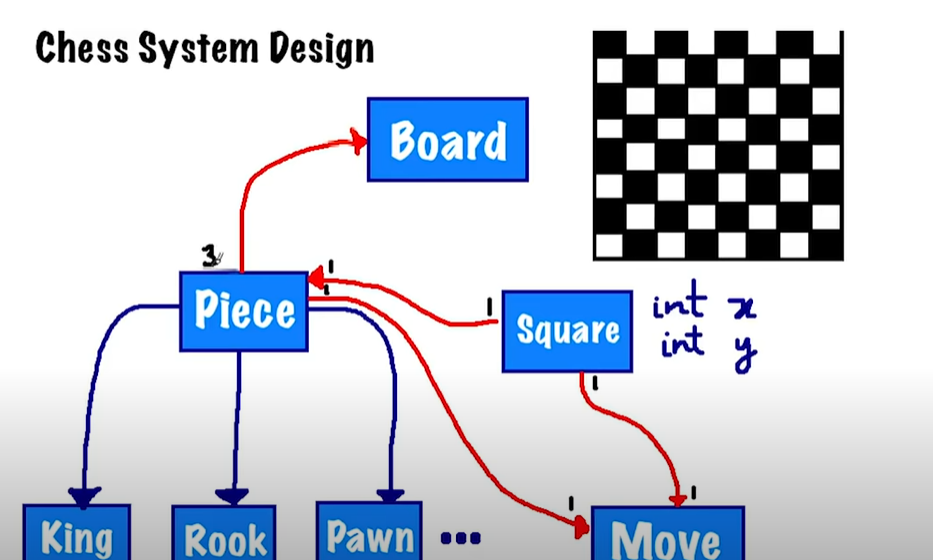 Chess System Design
Board
3
1
1
1
Piece
Square
int x
int y
1
1
1
King
Rook
Pawn
...
Move